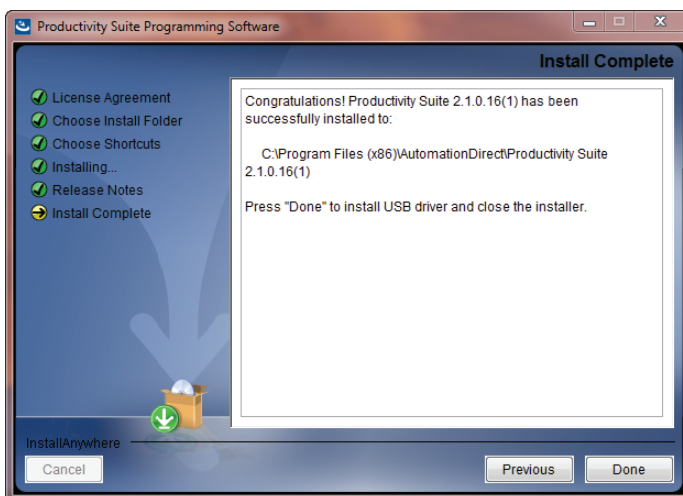 Productivity Suite Programming Software
Install Complete
License Agreement
Choose Install Folder
Choose Shortcuts
Installing...
Release Notes
Install Complete
Congratulations! Productivity Suite 2.1.0.16(1) has been
successfully installed to:
C:\Program Files (x86)\AutomationDirect\Productivity Suite
2.1.0.16(1)
Press "Done" to install USB driver and close the installer.
InstallAnywhere
Cancel
Previous
Done